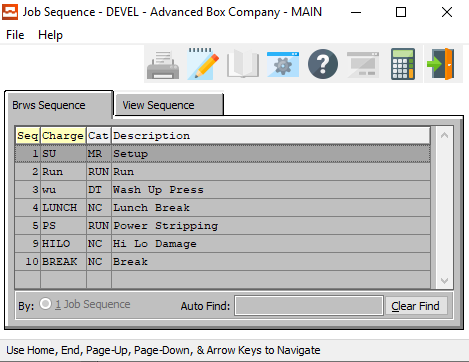 Job Sequence - DEVEL - Advanced Box Company - MAIN
File Help
Brws Sequence View Sequence
Seq Charge Cat Description
1 SU MR Setup
2 Run RUN Run
3 wu DT Wash Up Press
4 LUNCH NC Lunch Break
5 PS RUN Power Stripping
9 HILO NC Hi Lo Damage
10 BREAK NC Break
By: 1 Job Sequence Auto Find: Clear Find
Use Home, End, Page-Up, Page-Down, & Arrow Keys to Navigate